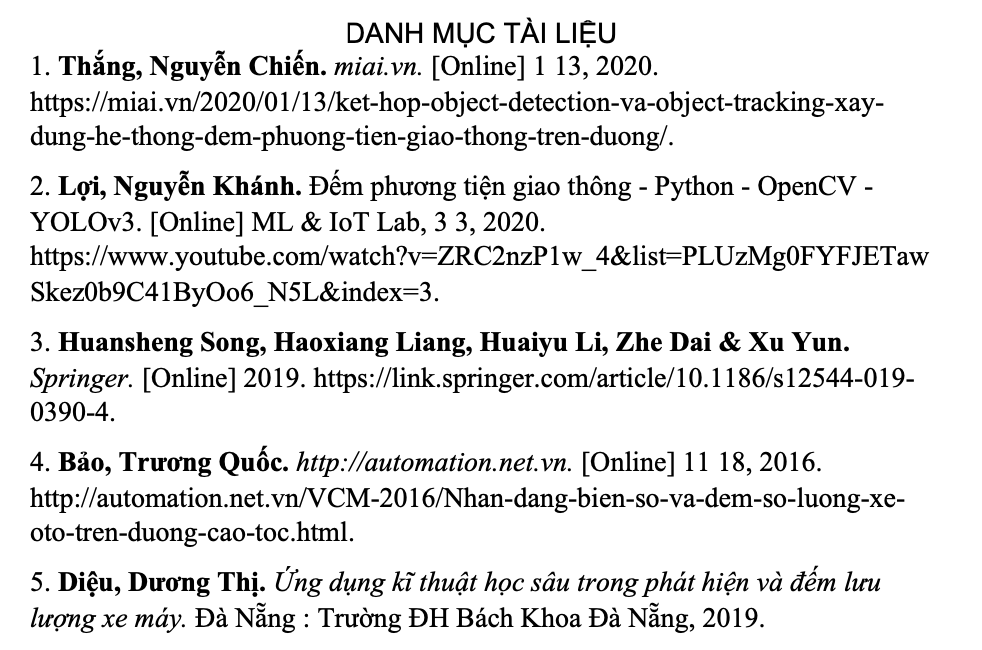 DANH MỤC TÀI LIỆU
1. Thắng, Nguyễn Chiến. miai.vn. [Online] 1 13, 2020.
https://miai.vn/2020/01/13/ket-hop-object-detection-va-object-tracking-xay-
dung-he-thong-dem-phuong-tien-giao-thong-tren-duong/.
2. Lợi, Nguyễn Khánh. Đếm phương tiện giao thông - Python - OpenCV -
YOLOv3. [Online] ML & IoT Lab, 3 3, 2020.
https://www.youtube.com/watch?v=ZRC2nzP1w_4&list=PLUzMg0FYFJETaw
Skez0b9C41ByOo6_N5L&index=3.
3. Huansheng Song, Haoxiang Liang, Huaiyu Li, Zhe Dai & Xu Yun.
Springer. [Online] 2019. https://link.springer.com/article/10.1186/s12544-019-
0390-4.
4. Bảo, Trương Quốc. http://automation.net.vn. [Online] 11 18, 2016.
http://automation.net.vn/VCM-2016/Nhan-dang-bien-so-va-dem-so-luong-xe-
oto-tren-duong-cao-toc.html.
5. Diệu, Dương Thị. Ứng dụng kĩ thuật học sâu trong phát hiện và đếm lưu
lượng xe máy. Đà Nẵng : Trường ĐH Bách Khoa Đà Nẵng, 2019.